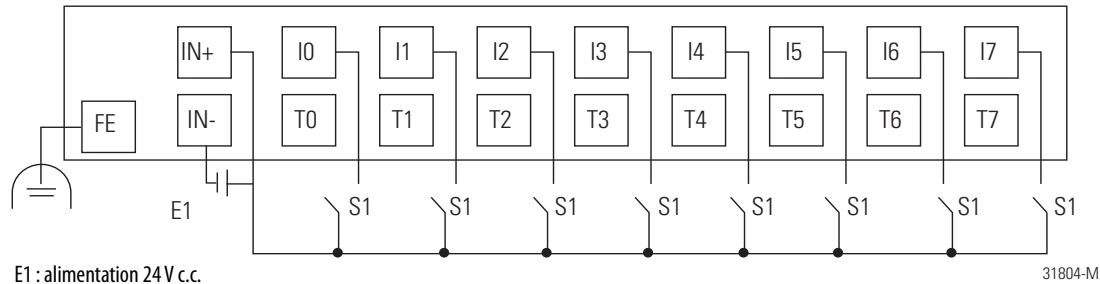 IN+ I0 I1 I2 I3 I4 I5 I6 I7
FE IN- T0 T1 T2 T3 T4 T5 T6 T7
E1 S1 S1 S1 S1 S1 S1 S1 S1
E1 : alimentation 24 V c.c.
31804-M